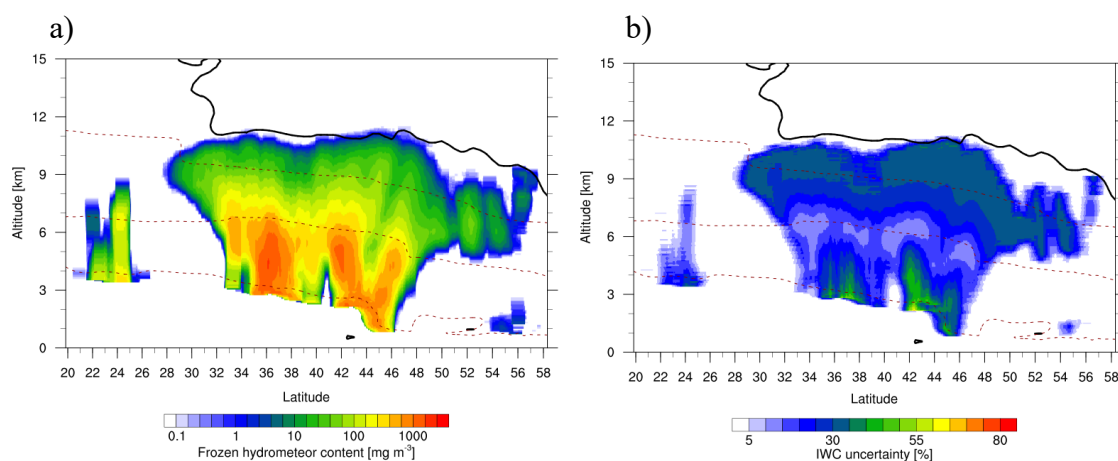 a)
b)
15
12
9
6
3
0
Altitude [km]
20 22 24 26 28 30 32 34 36 38 40 42 44 46 48 50 52 54 56 58
Latitude
0.1 1 10 100 1000
Frozen hydrometeor content [mg m⁻³]
15
12
9
6
3
0
Altitude [km]
20 22 24 26 28 30 32 34 36 38 40 42 44 46 48 50 52 54 56 58
Latitude
5 30 55 80
IWC uncertainty [%]